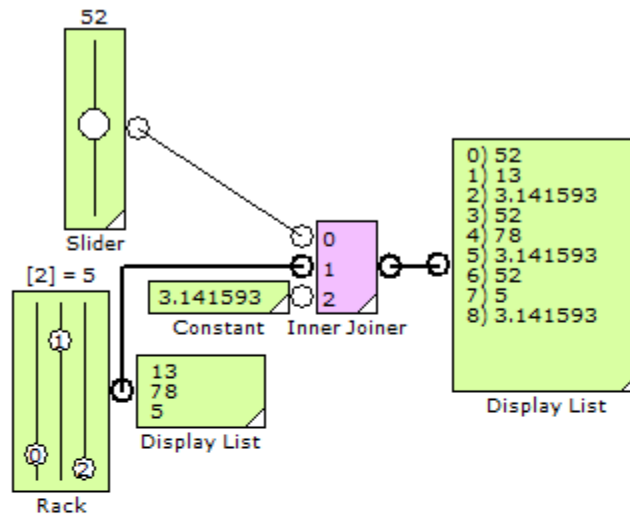 52
Slider
[2] = 5
0
1
2
Rack
13
78
5
Display List
3.141593
Constant
0
1
2
Inner Joiner
0) 52
1) 13
2) 3.141593
3) 52
4) 78
5) 3.141593
6) 52
7) 5
8) 3.141593
Display List